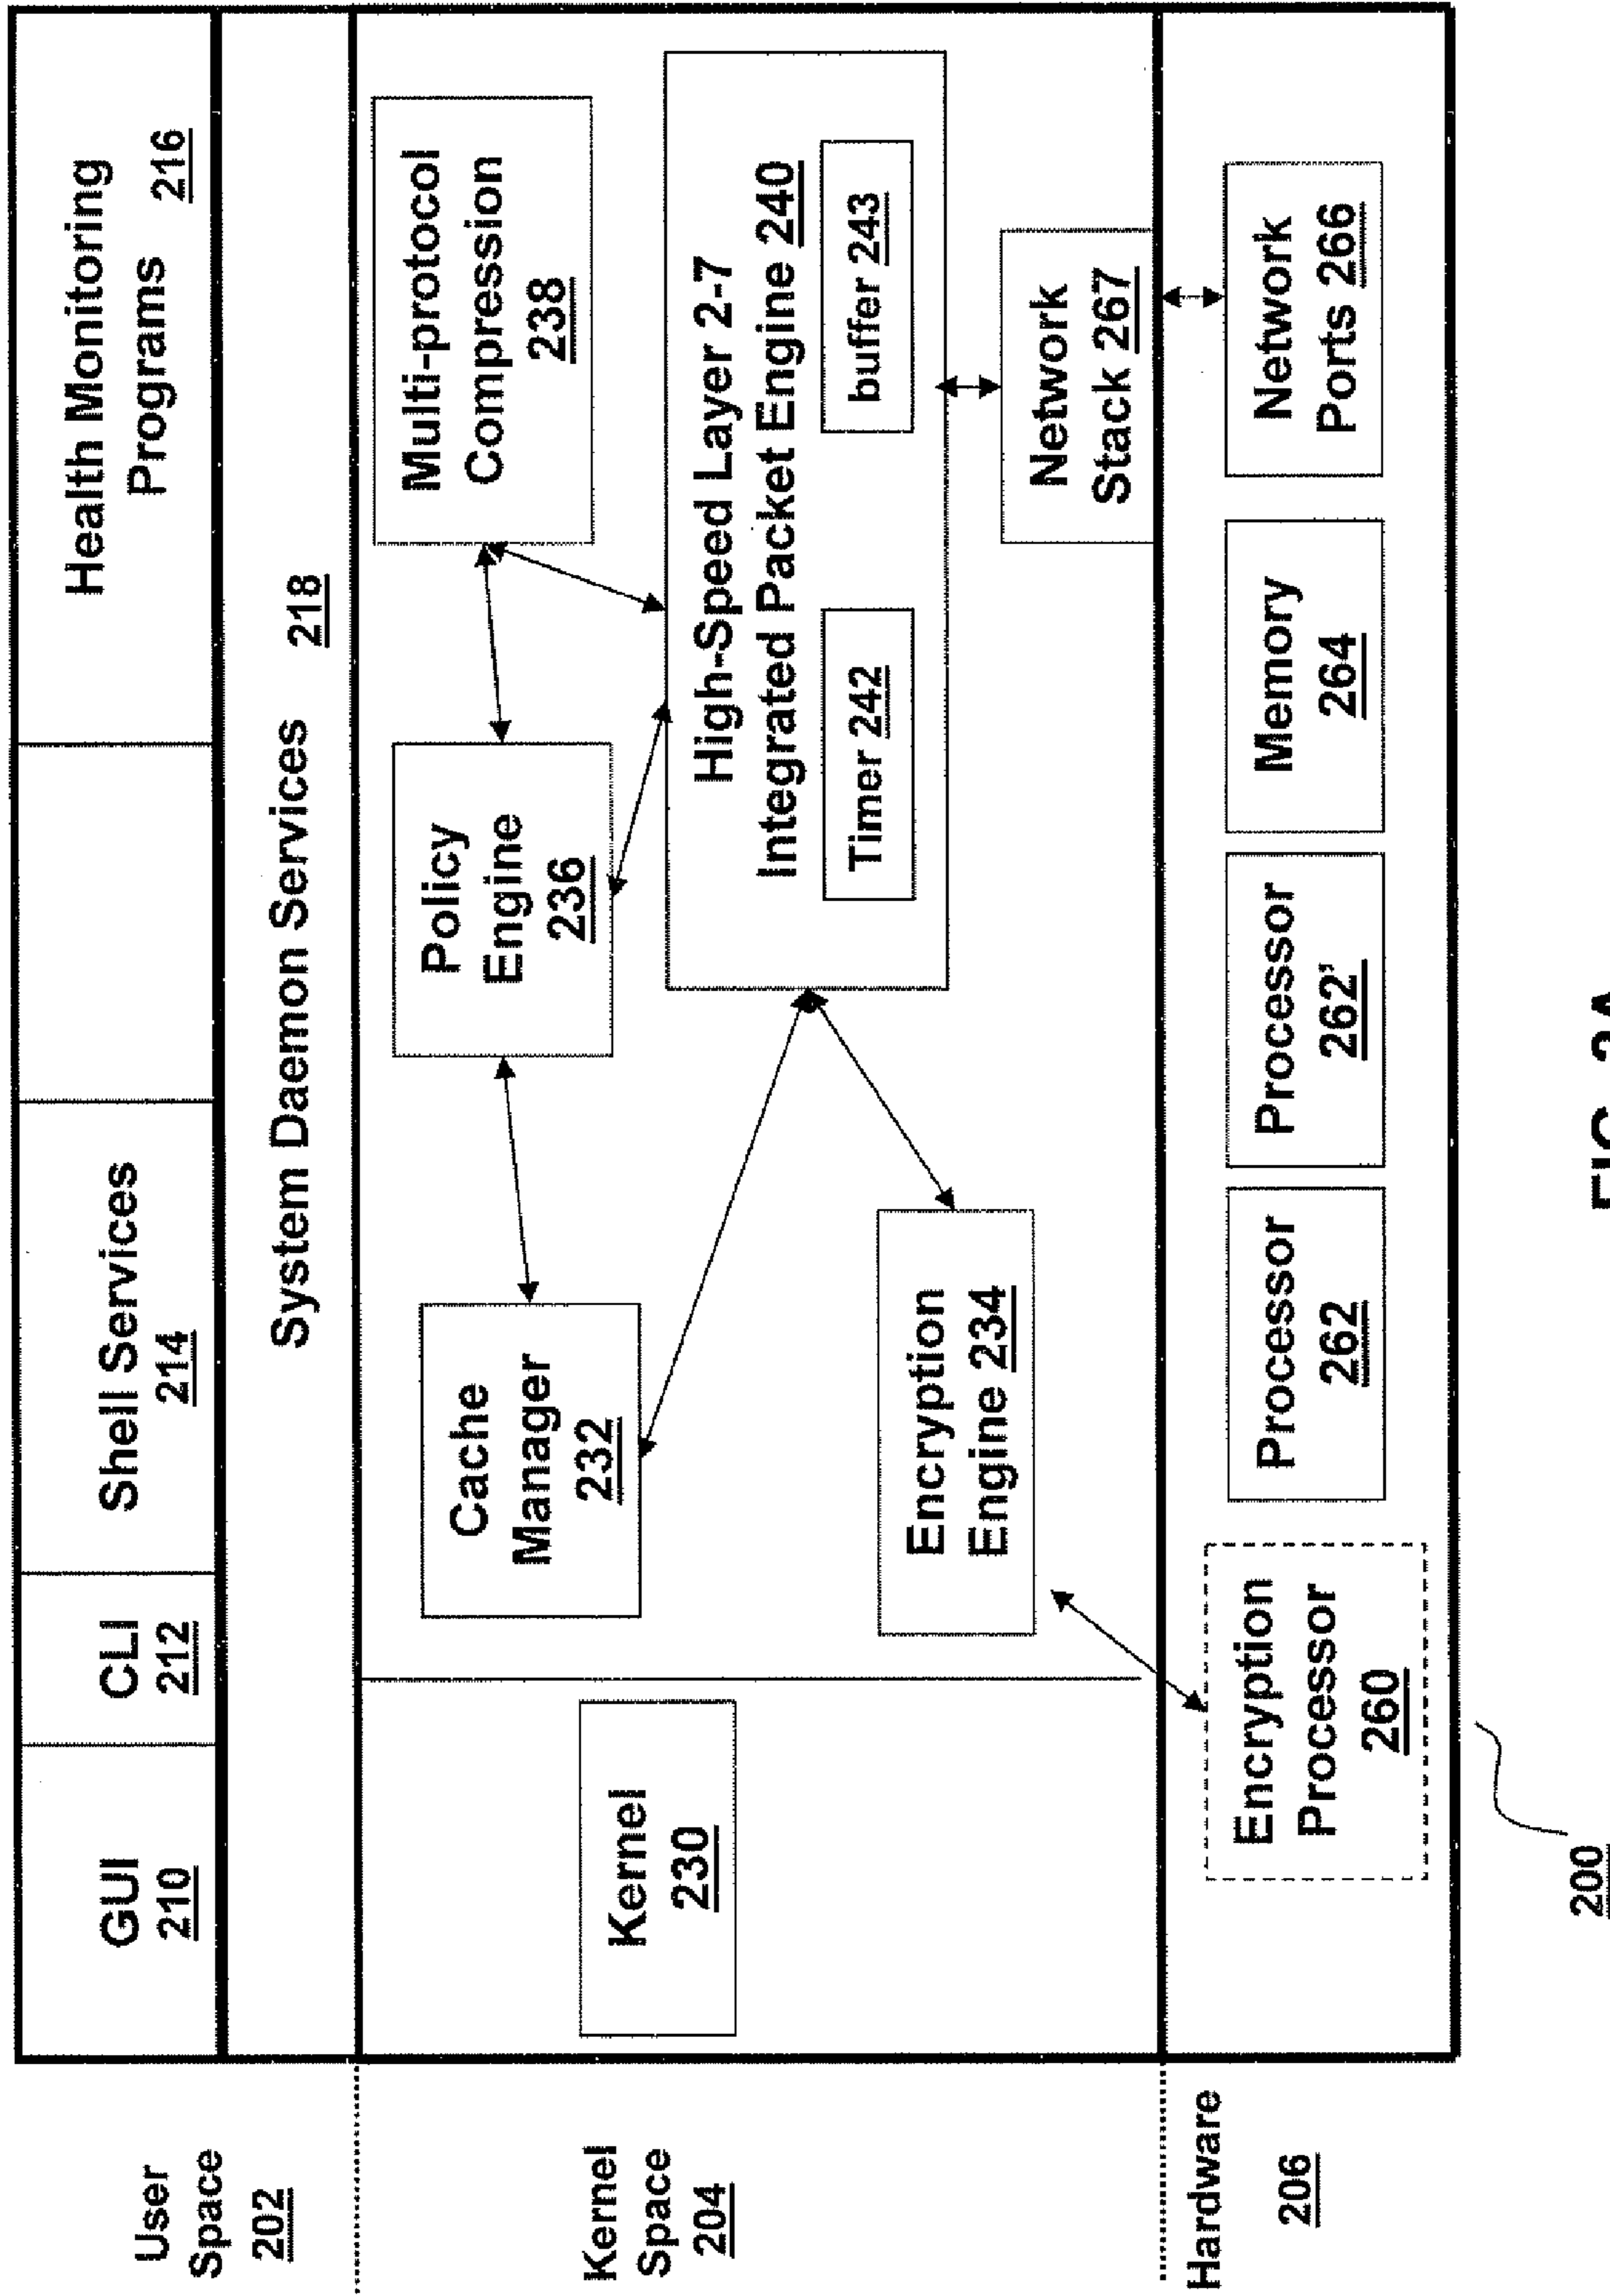 User
Space
202
GUI
210
CLI
212
Shell Services
214
Health Monitoring
Programs 216
System Daemon Services 218
Kernel
Space
204
Kernel
230
Cache
Manager
232
Policy
Engine
236
Multi-protocol
Compression
238
High-Speed Layer 2-7
Integrated Packet Engine 240
Timer 242
buffer 243
Encryption
Engine 234
Network
Stack 267
Hardware
206
Encryption
Processor
260
Processor
262
Processor
262'
Memory
264
Network
Ports 266
200